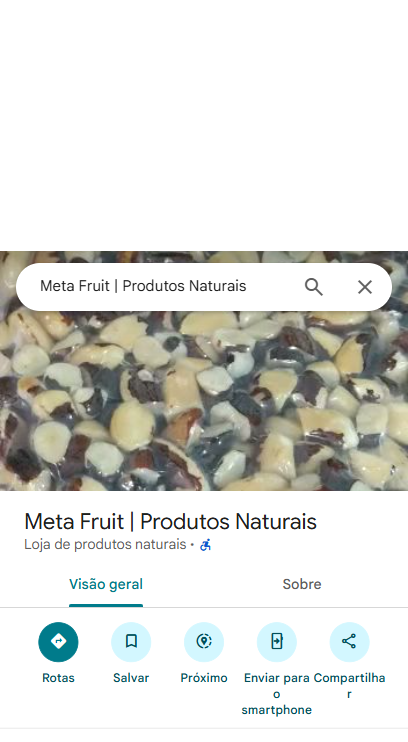 Meta Fruit | Produtos Naturais
Meta Fruit | Produtos Naturais
Loja de produtos naturais •
Visão geral
Sobre
Rotas
Salvar
Próximo
Enviar para o smartphone
Compartilhar